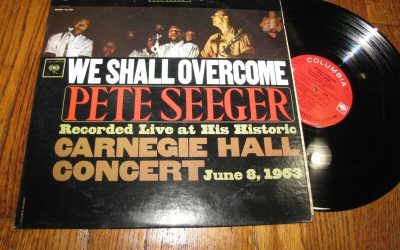 WE SHALL OVERCOME
PETE SEEGER
Recorded Live at His Historic
CARNEGIE HALL
CONCERT June 8, 1963
COLUMBIA